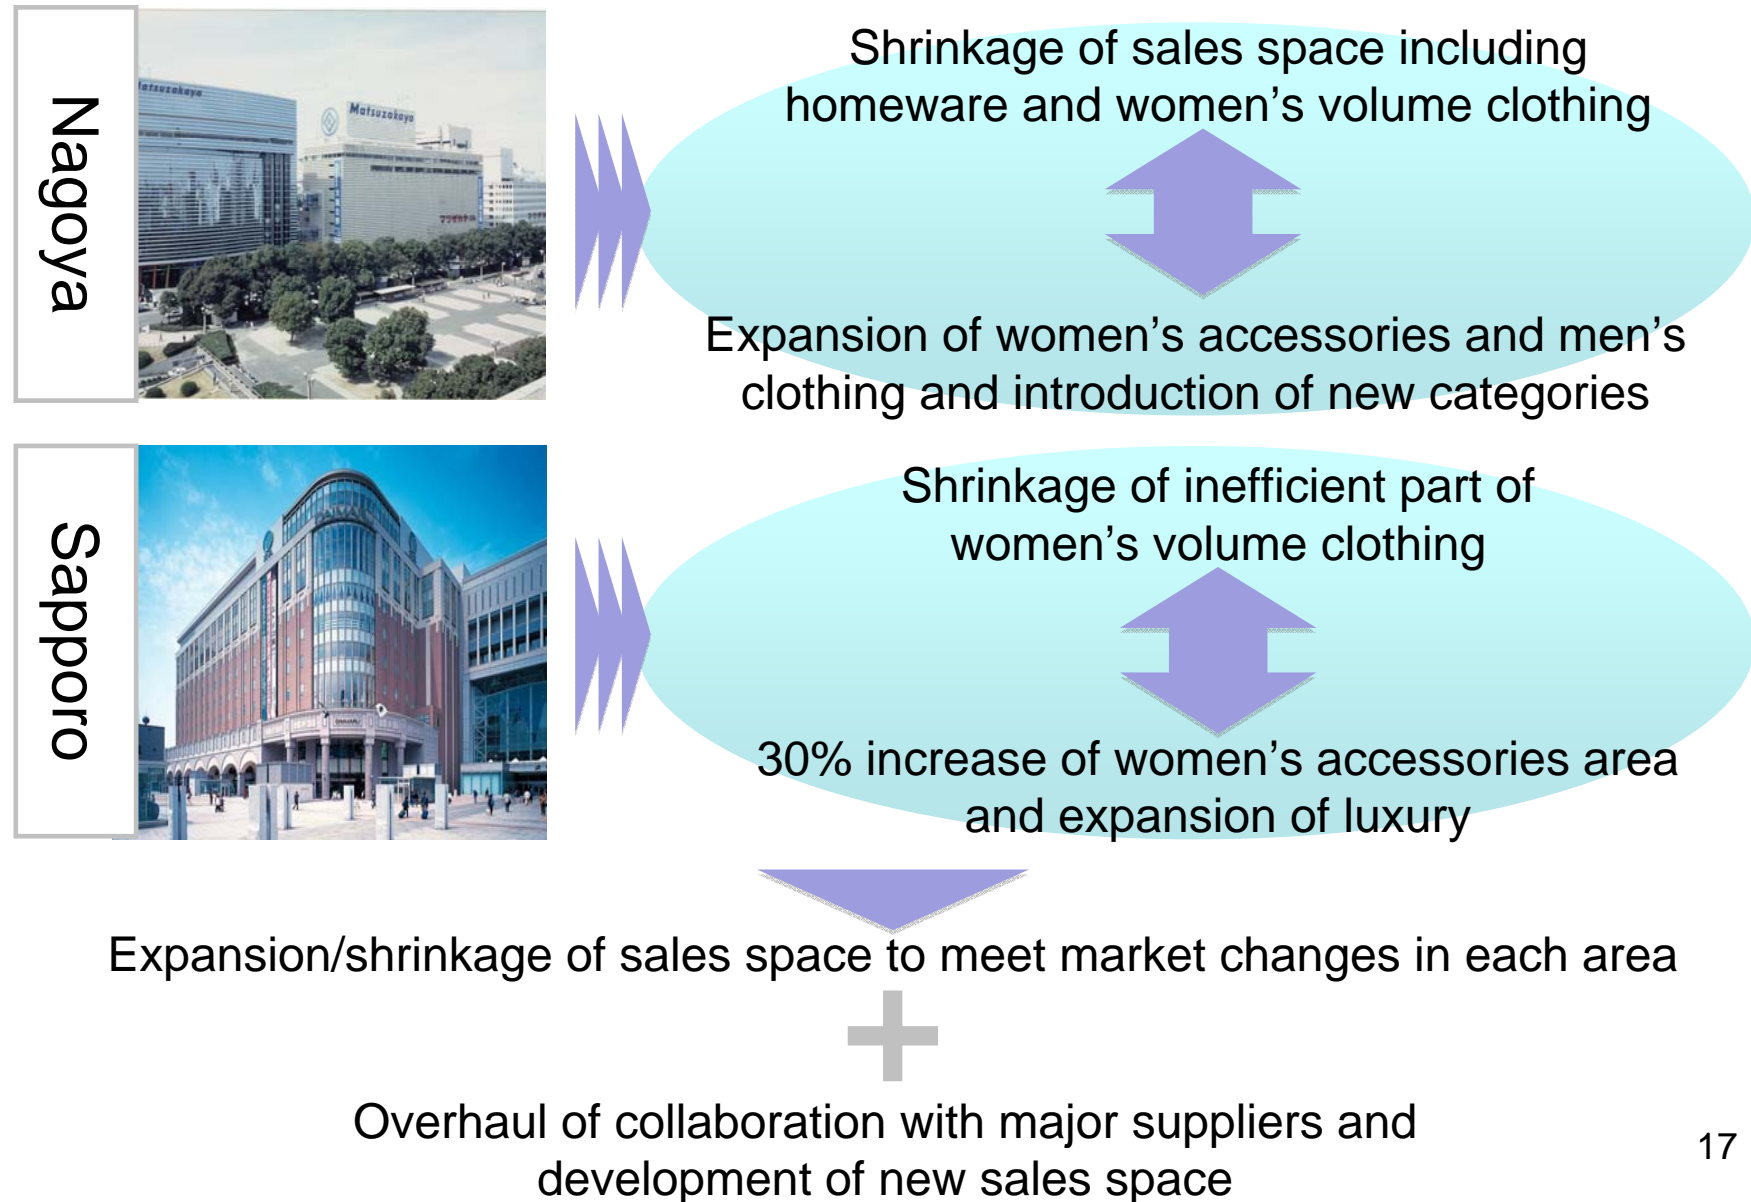 Nagoya
Matsuzakaya
Shrinkage of sales space including
homeware and women’s volume clothing
Expansion of women’s accessories and men’s
clothing and introduction of new categories
Sapporo
Shrinkage of inefficient part of
women’s volume clothing
30% increase of women’s accessories area
and expansion of luxury
Expansion/shrinkage of sales space to meet market changes in each area
+
Overhaul of collaboration with major suppliers and
development of new sales space
17